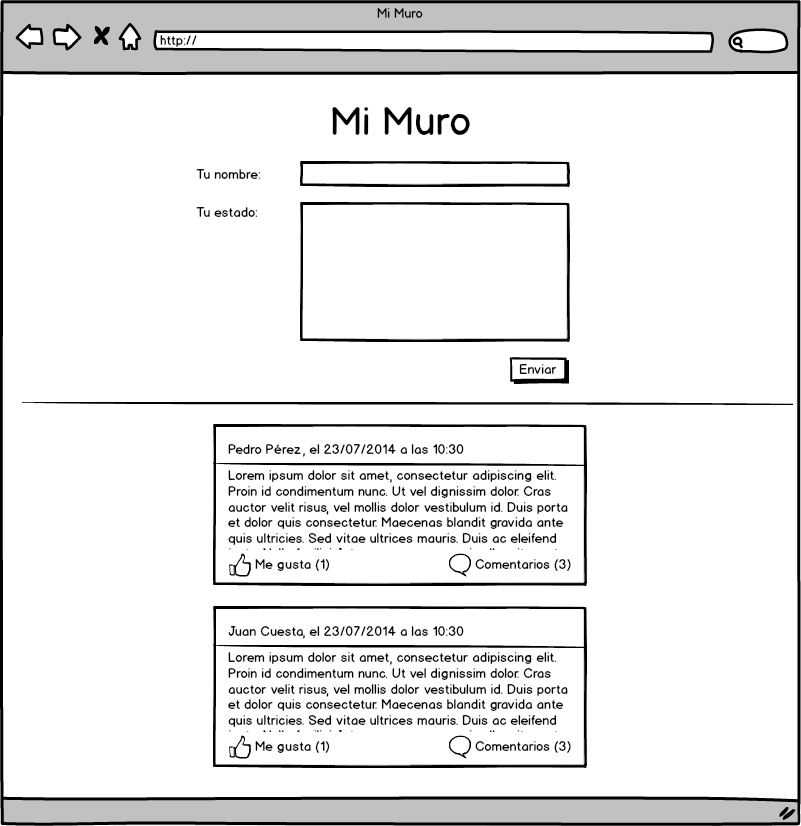 Mi Muro
http://
Mi Muro
Tu nombre:
Tu estado:
Enviar
Pedro Pérez, el 23/07/2014 a las 10:30
Lorem ipsum dolor sit amet, consectetur adipiscing elit.
Proin id condimentum nunc. Ut vel dignissim dolor. Cras
auctor velit risus, vel mollis dolor vestibulum id. Duis porta
et dolor quis consectetur. Maecenas blandit gravida ante
quis ultricies. Sed vitae ultrices mauris. Duis ac eleifend
Me gusta (1) Comentarios (3)
Juan Cuesta, el 23/07/2014 a las 10:30
Lorem ipsum dolor sit amet, consectetur adipiscing elit.
Proin id condimentum nunc. Ut vel dignissim dolor. Cras
auctor velit risus, vel mollis dolor vestibulum id. Duis porta
et dolor quis consectetur. Maecenas blandit gravida ante
quis ultricies. Sed vitae ultrices mauris. Duis ac eleifend
Me gusta (1) Comentarios (3)